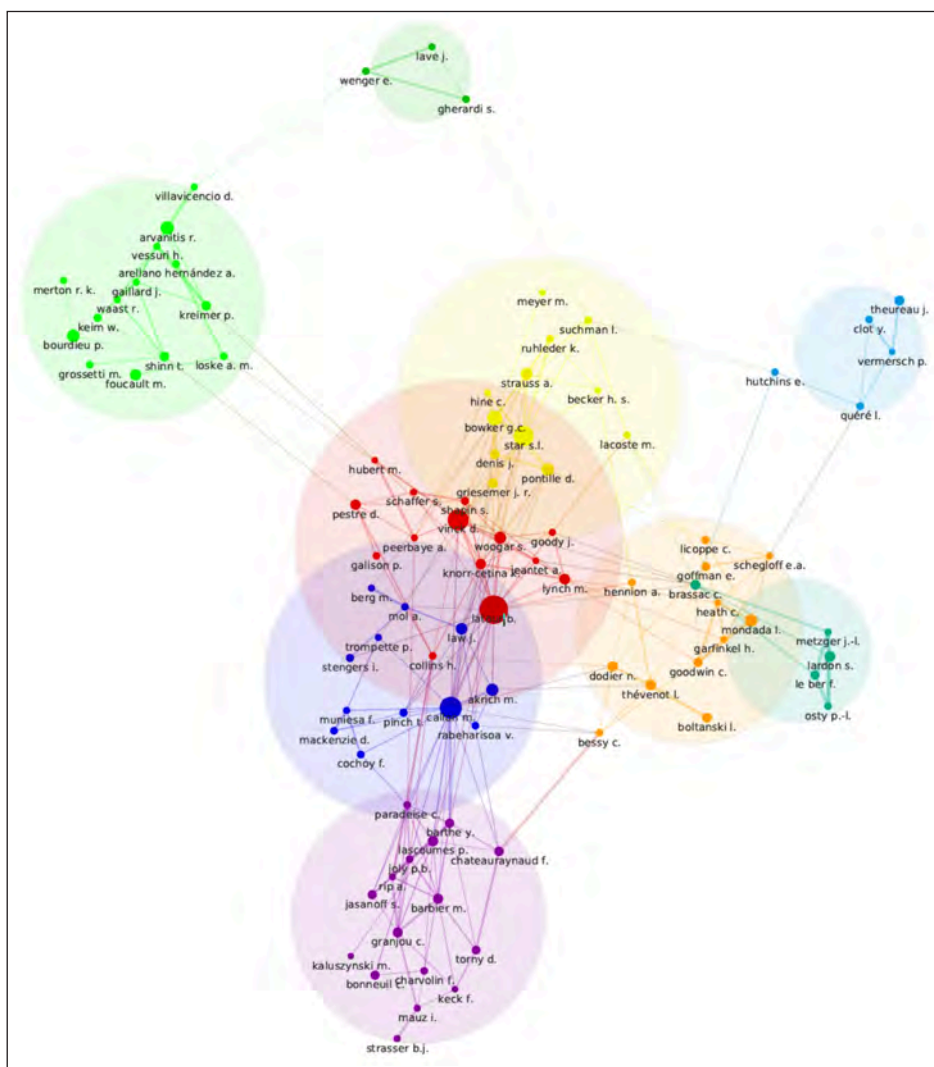 lave j.
wenger e.
gherardi s.
villavicencio d.
arvanitis r.
vessuri h.
arellano hernández a.
merton r. k.
gaillard j.
waast r.
kreimer p.
keim w.
bourdieu p.
shinn t.
loske a. m.
grossetti m.
foucault m.
meyer m.
suchman l.
ruhleder k.
strauss a.
becker h. s.
hine c.
bowker g.c.
star s.l.
lacoste m.
denis j.
pontille d.
griesemer j. r.
theureau j.
clot y.
vermersch p.
hutchins e.
quéré l.
hubert m.
schaffer s.
shapin s.
pestre d.
vinck d.
peerbaye a.
woolgar s.
goody j.
galison p.
knorr-cetina k.
jeantet a.
lynch m.
licoppe c.
schegloff e.a.
goffman e.
hennion a.
brassac c.
heath c.
mondada l.
garfinkel h.
goodwin c.
metzger j.-l.
lardon s.
le ber f.
osty p.-l.
berg m.
mol a.
latour b.
law j.
trompette p.
stengers i.
collins h.
dodier n.
thévenot l.
akrich m.
muniesa f.
pinch t.
callon m.
rabeharisoa v.
mackenzie d.
boltanski l.
bessy c.
cochoy f.
paradeise c.
barthe y.
lascoumes p.
chateauraynaud f.
joly p.b.
rip a.
jasanoff s.
barbier m.
granjou c.
kaluszynski m.
torny d.
charvolin f.
bonneuil c.
keck f.
mauz i.
strasser b.j.